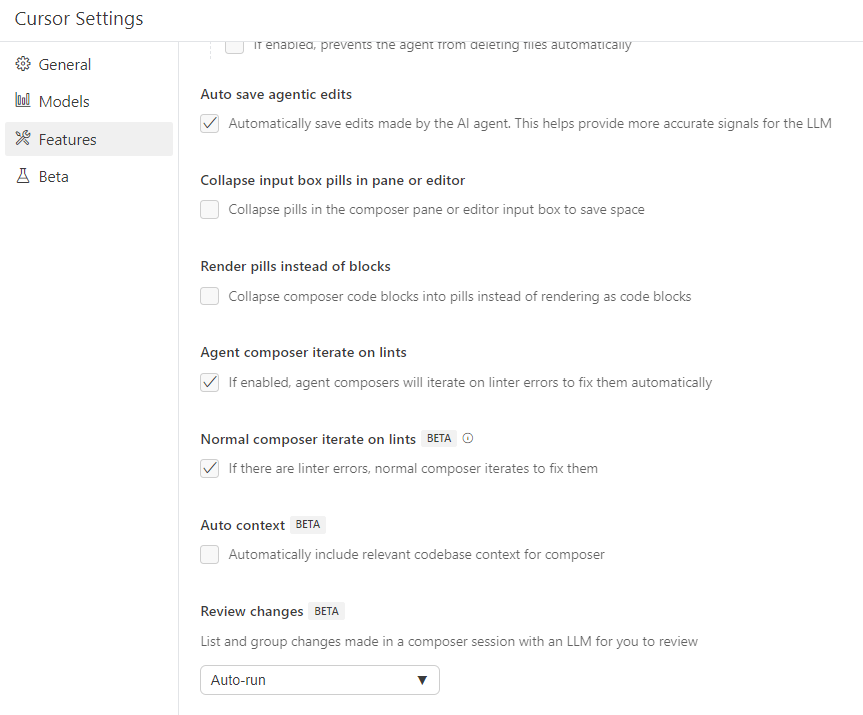 Cursor Settings
General
Models
Features
Beta
If enabled, prevents the agent from deleting files automatically
Auto save agentic edits
Automatically save edits made by the AI agent. This helps provide more accurate signals for the LLM
Collapse input box pills in pane or editor
Collapse pills in the composer pane or editor input box to save space
Render pills instead of blocks
Collapse composer code blocks into pills instead of rendering as code blocks
Agent composer iterate on lints
If enabled, agent composers will iterate on linter errors to fix them automatically
Normal composer iterate on lints BETA
If there are linter errors, normal composer iterates to fix them
Auto context BETA
Automatically include relevant codebase context for composer
Review changes BETA
List and group changes made in a composer session with an LLM for you to review
Auto-run